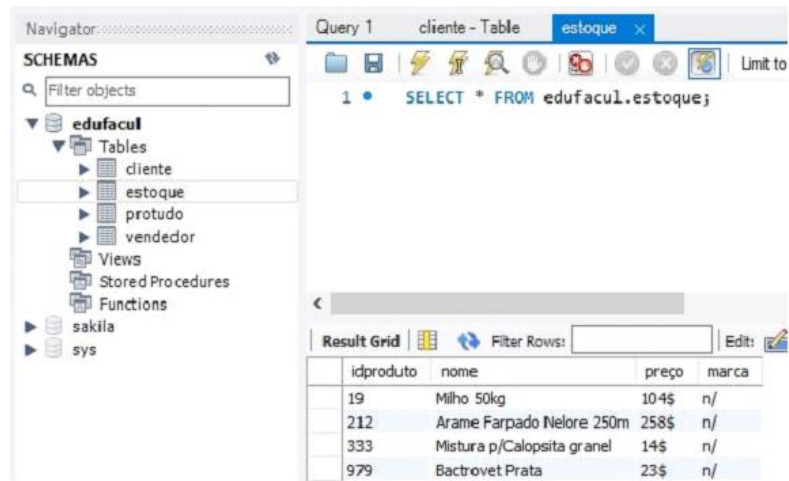 Navigator
SCHEMAS
Filter objects
edufacul
Tables
cliente
estoque
protudo
vendedor
Views
Stored Procedures
Functions
sakila
sys
Query 1 cliente - Table estoque
Limit to
1 SELECT * FROM edufacul.estoque;
Result Grid Filter Rows: Edit:
idproduto nome preço marca
19 Milho 50kg 104$ n/
212 Arame Farpado Nelore 250m 258$ n/
333 Mistura p/Calopsita granel 14$ n/
979 Bactrovet Prata 23$ n/